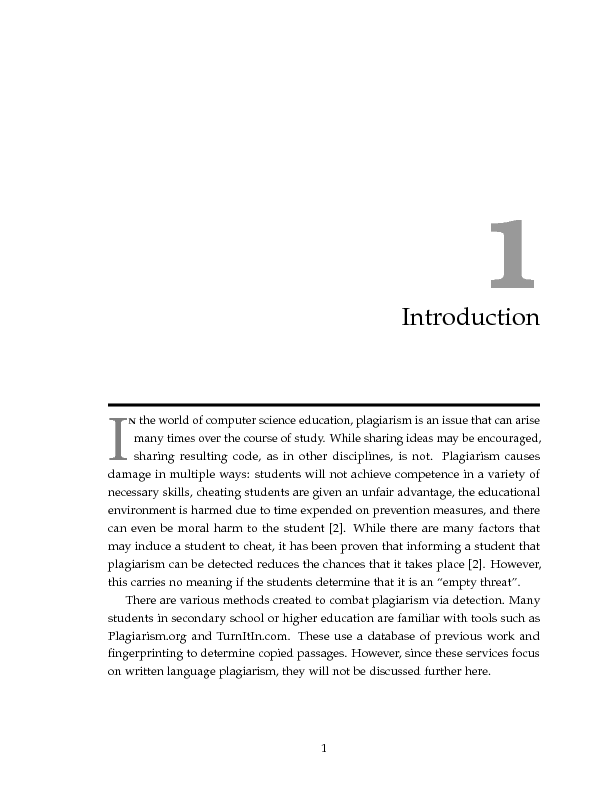 1
Introduction
IN the world of computer science education, plagiarism is an issue that can arise
many times over the course of study. While sharing ideas may be encouraged,
sharing resulting code, as in other disciplines, is not. Plagiarism causes
damage in multiple ways: students will not achieve competence in a variety of
necessary skills, cheating students are given an unfair advantage, the educational
environment is harmed due to time expended on prevention measures, and there
can even be moral harm to the student [2]. While there are many factors that
may induce a student to cheat, it has been proven that informing a student that
plagiarism can be detected reduces the chances that it takes place [2]. However,
this carries no meaning if the students determine that it is an “empty threat”.
There are various methods created to combat plagiarism via detection. Many
students in secondary school or higher education are familiar with tools such as
Plagiarism.org and TurnItIn.com. These use a database of previous work and
fingerprinting to determine copied passages. However, since these services focus
on written language plagiarism, they will not be discussed further here.
1